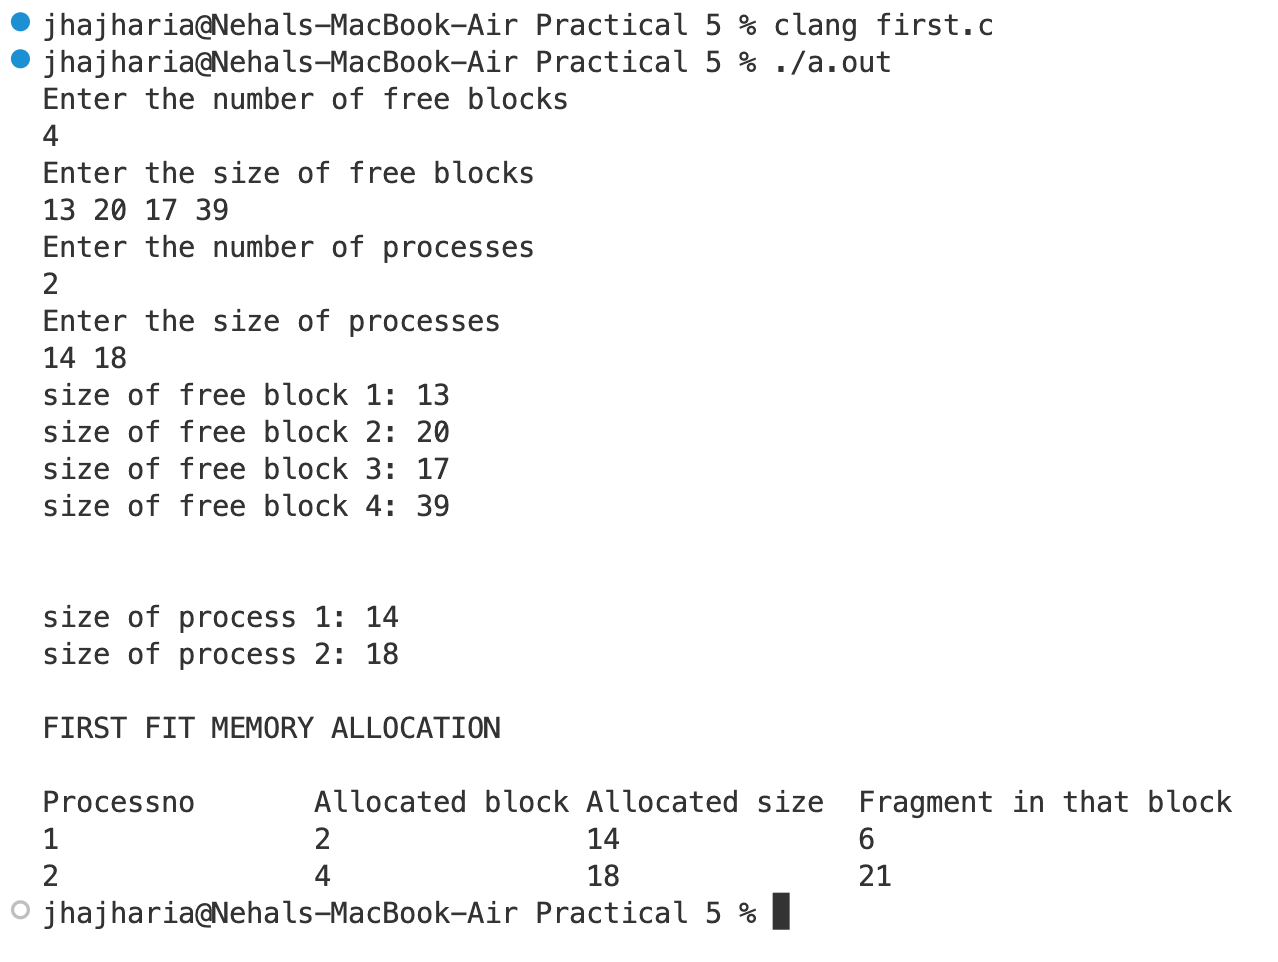 jhajharia@Nehals-MacBook-Air Practical 5 % clang first.c
jhajharia@Nehals-MacBook-Air Practical 5 % ./a.out
Enter the number of free blocks
4
Enter the size of free blocks
13 20 17 39
Enter the number of processes
2
Enter the size of processes
14 18
size of free block 1: 13
size of free block 2: 20
size of free block 3: 17
size of free block 4: 39
size of process 1: 14
size of process 2: 18
FIRST FIT MEMORY ALLOCATION
Processno       Allocated block Allocated size  Fragment in that block
1               2               14              6
2               4               18              21
jhajharia@Nehals-MacBook-Air Practical 5 %